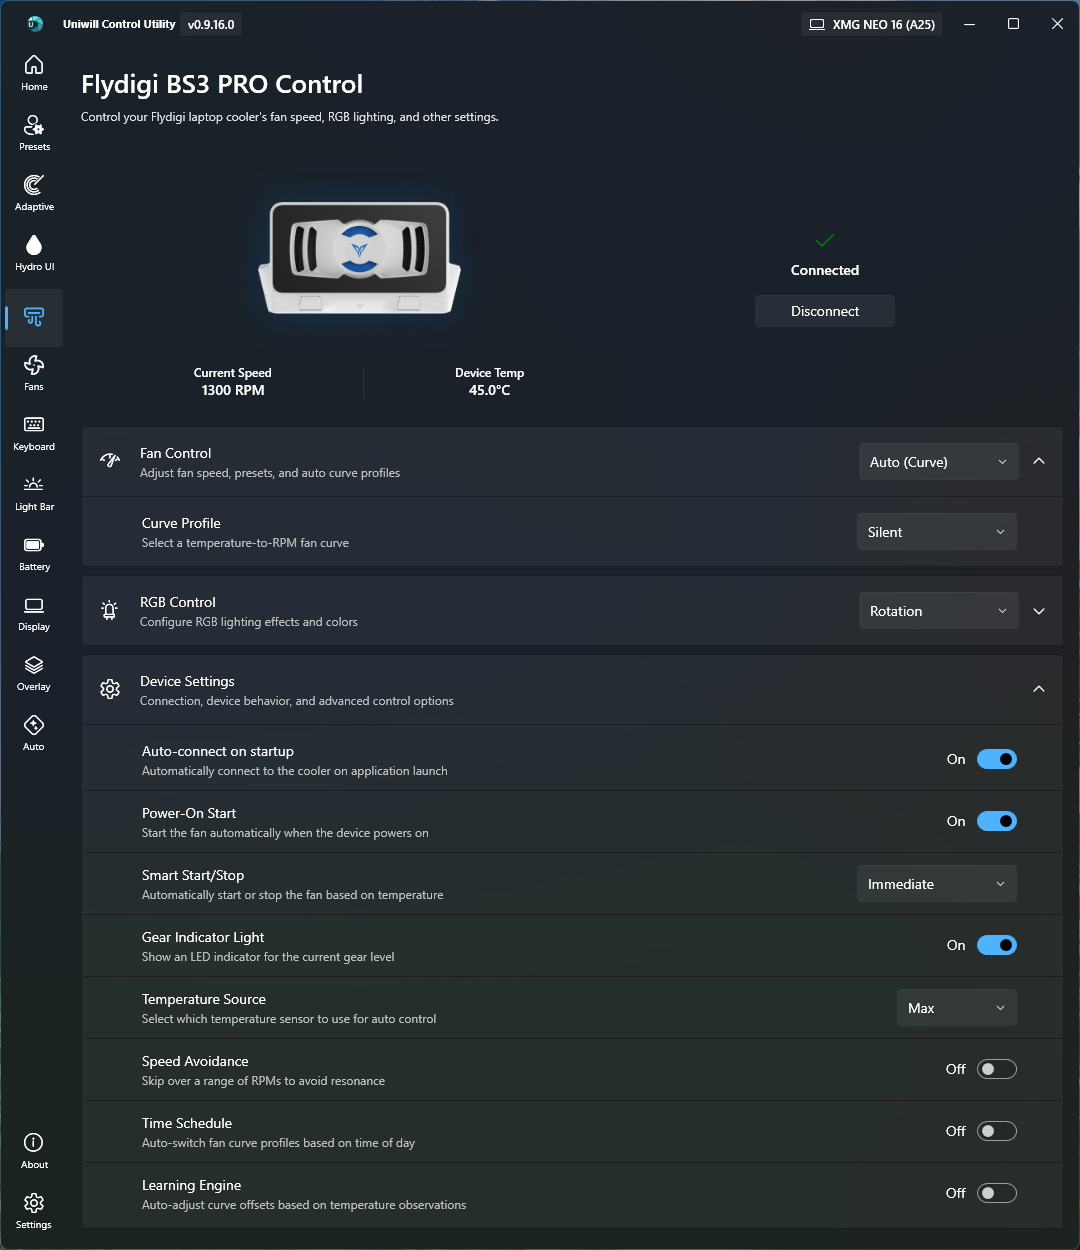 Uniwill Control Utility v0.9.16.0
XMG NEO 16 (A25)
Home
Presets
Adaptive
Hydro UI
Fans
Keyboard
Light Bar
Battery
Display
Overlay
Auto
About
Settings
Flydigi BS3 PRO Control
Control your Flydigi laptop cooler's fan speed, RGB lighting, and other settings.
Connected
Disconnect
Current Speed
1300 RPM
Device Temp
45.0°C
Fan Control
Adjust fan speed, presets, and auto curve profiles
Auto (Curve)
Curve Profile
Select a temperature-to-RPM fan curve
Silent
RGB Control
Configure RGB lighting effects and colors
Rotation
Device Settings
Connection, device behavior, and advanced control options
Auto-connect on startup
Automatically connect to the cooler on application launch
On
Power-On Start
Start the fan automatically when the device powers on
On
Smart Start/Stop
Automatically start or stop the fan based on temperature
Immediate
Gear Indicator Light
Show an LED indicator for the current gear level
On
Temperature Source
Select which temperature sensor to use for auto control
Max
Speed Avoidance
Skip over a range of RPMs to avoid resonance
Off
Time Schedule
Auto-switch fan curve profiles based on time of day
Off
Learning Engine
Auto-adjust curve offsets based on temperature observations
Off